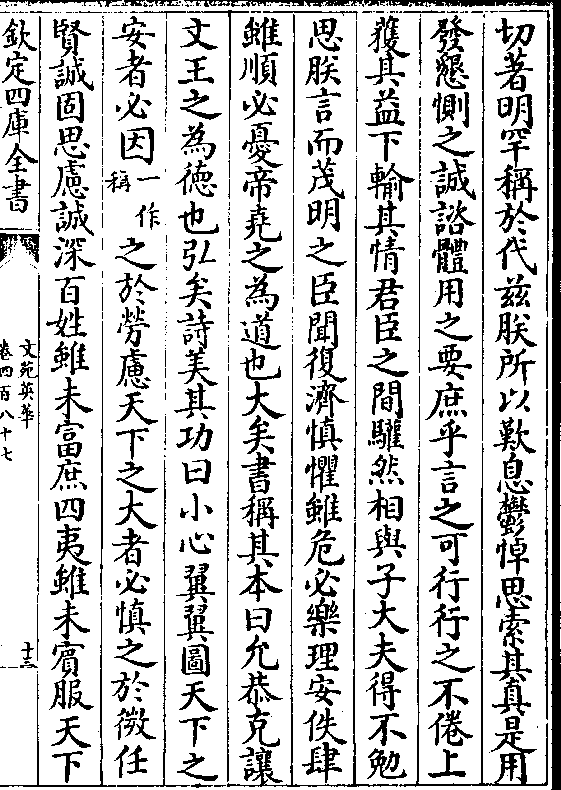 切著明罕稱於代兹朕所以歎息鬱悼思索其真是用
發懇惻之誠諮體用之要庶乎言之可行行之不倦上
獲其益下輸其情君臣之間驩然相與子大夫得不勉
思朕言而茂明之臣聞復濟慎懼雖危必樂理安佚肆
雖順必憂帝堯之為道也大矣書稱其本曰允恭克讓
文王之為德也弘矣詩美其功曰小心翼翼圖天下之
安者必因一作稱之於勞慮天下之大者必慎之於微任
賢誠固思慮誠深百姓雖未富庶四夷雖未賓服天下
欽定四庫全書
文苑英華
卷四百八十七
十三